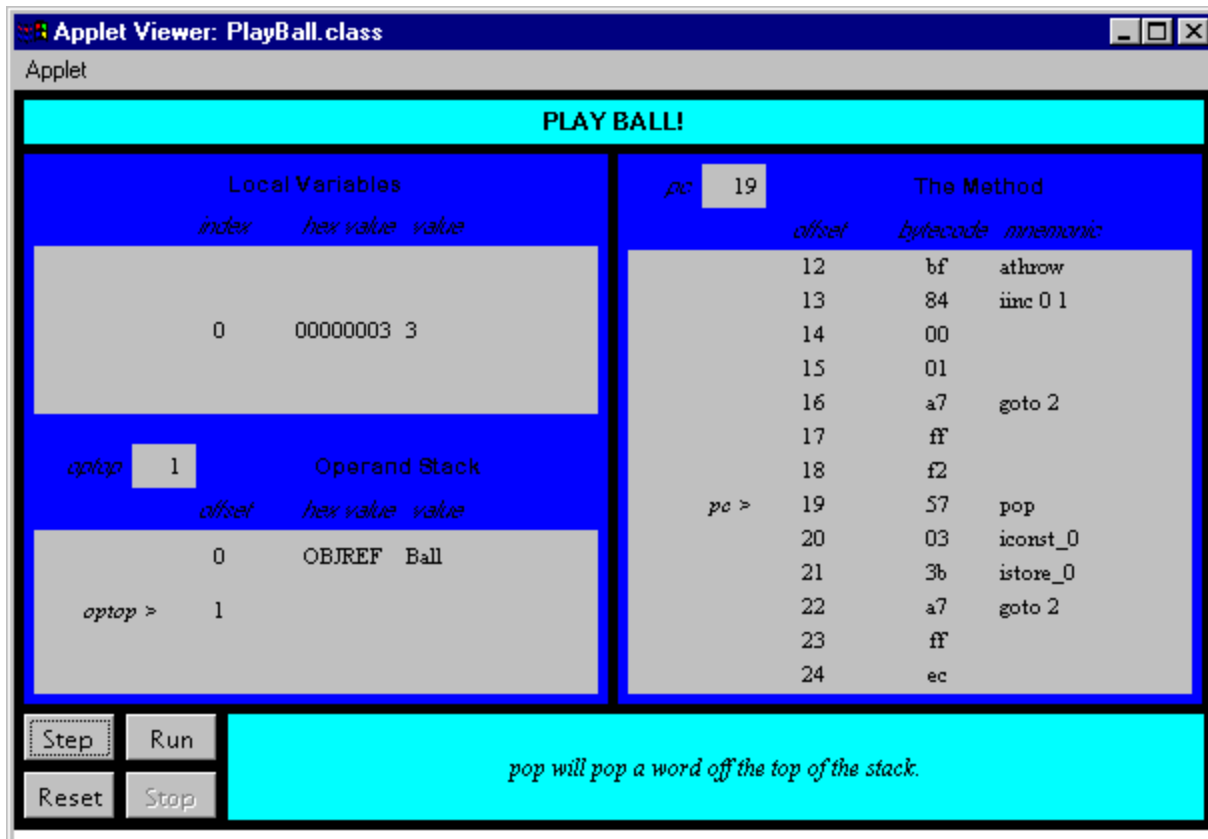 Applet Viewer: PlayBall.class
Applet
PLAY BALL!
Local Variables
index hex value value
0 00000003 3
optop 1 Operand Stack
offset hex value value
0 OBJREF Ball
optop > 1
pc 19 The Method
offset bytecode mnemonic
12 bf athrow
13 84 iinc 0 1
14 00
15 01
16 a7 goto 2
17 ff
18 f2
pc > 19 57 pop
20 03 iconst_0
21 3b istore_0
22 a7 goto 2
23 ff
24 ec
Step Run
Reset Stop
pop will pop a word off the top of the stack.